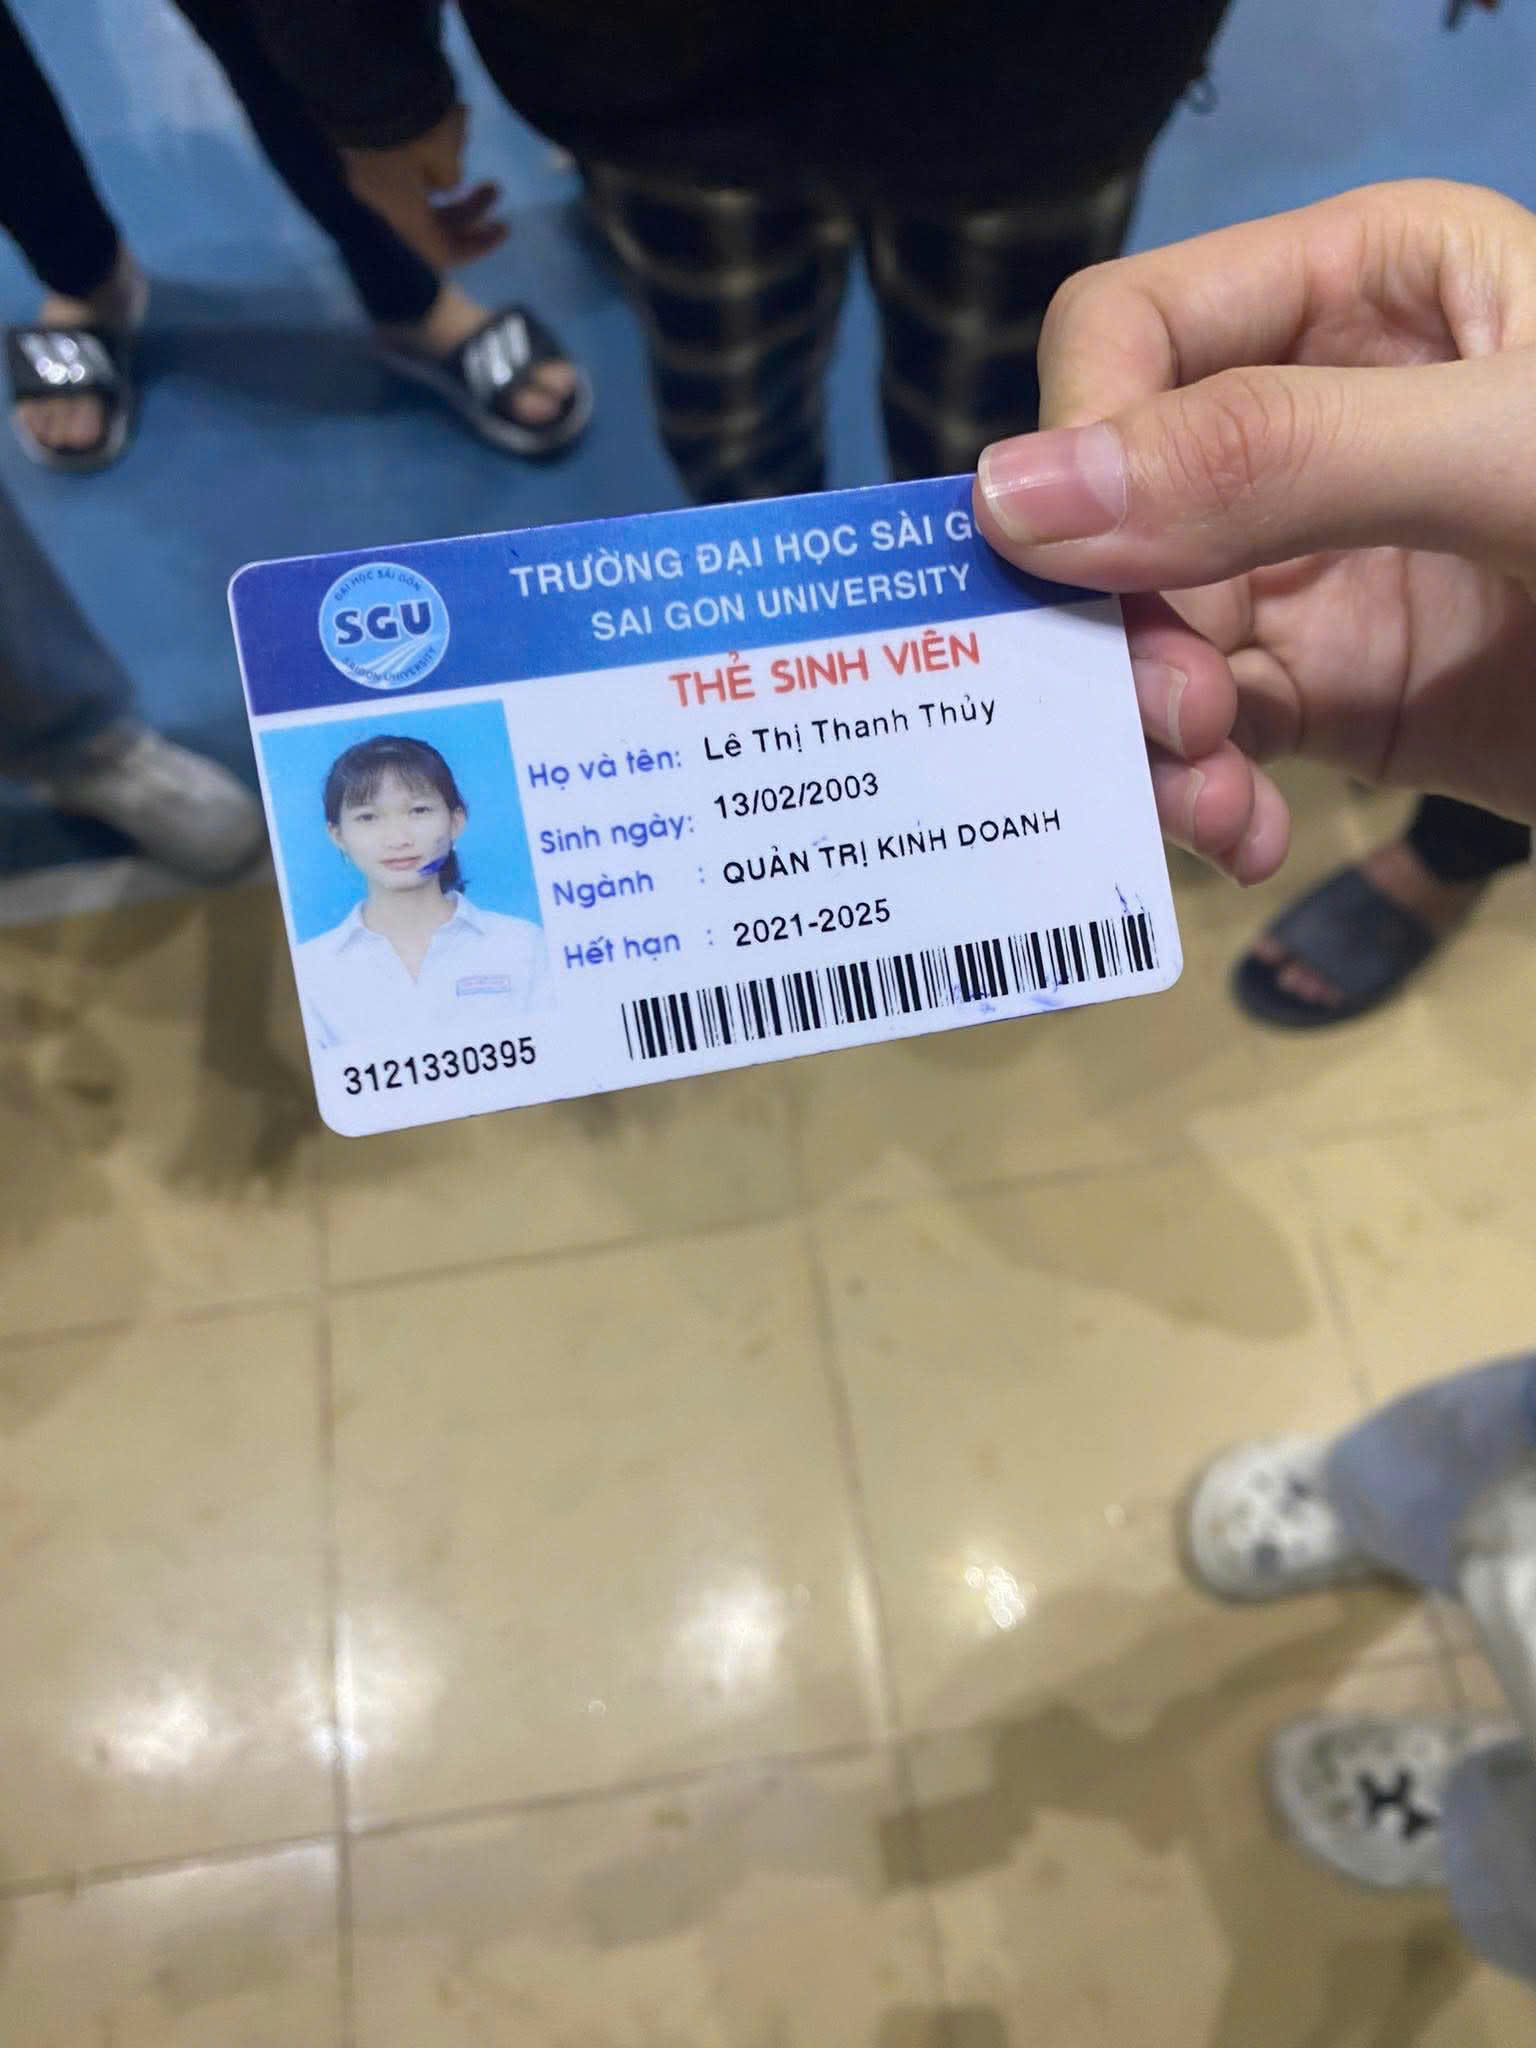 ĐẠI HỌC SÀI GÒN
SGU
SAIGON UNIVERSITY
TRƯỜNG ĐẠI HỌC SÀI G
SAI GON UNIVERSITY
THẺ SINH VIÊN
Họ và tên: Lê Thị Thanh Thủy
Sinh ngày: 13/02/2003
Ngành : QUẢN TRỊ KINH DOANH
Hết hạn : 2021-2025
3121330395